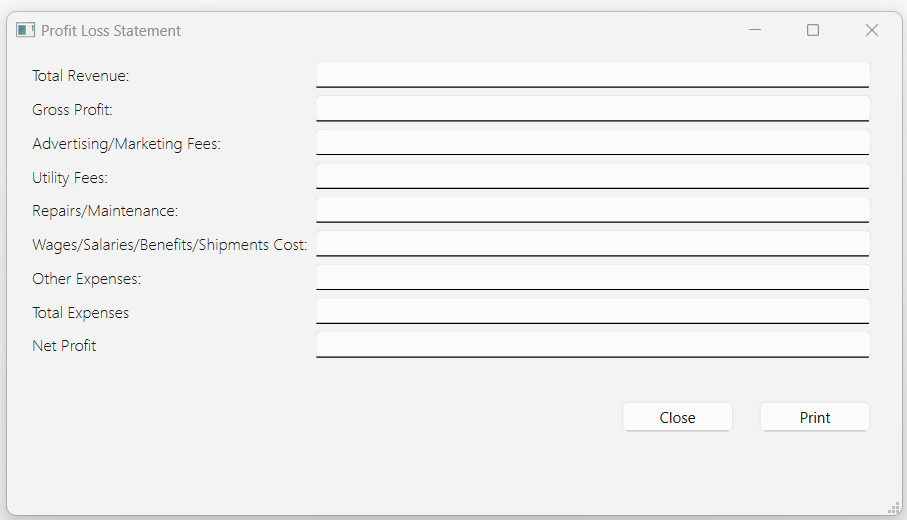 Profit Loss Statement
Total Revenue:
Gross Profit:
Advertising/Marketing Fees:
Utility Fees:
Repairs/Maintenance:
Wages/Salaries/Benefits/Shipments Cost:
Other Expenses:
Total Expenses
Net Profit
Close Print